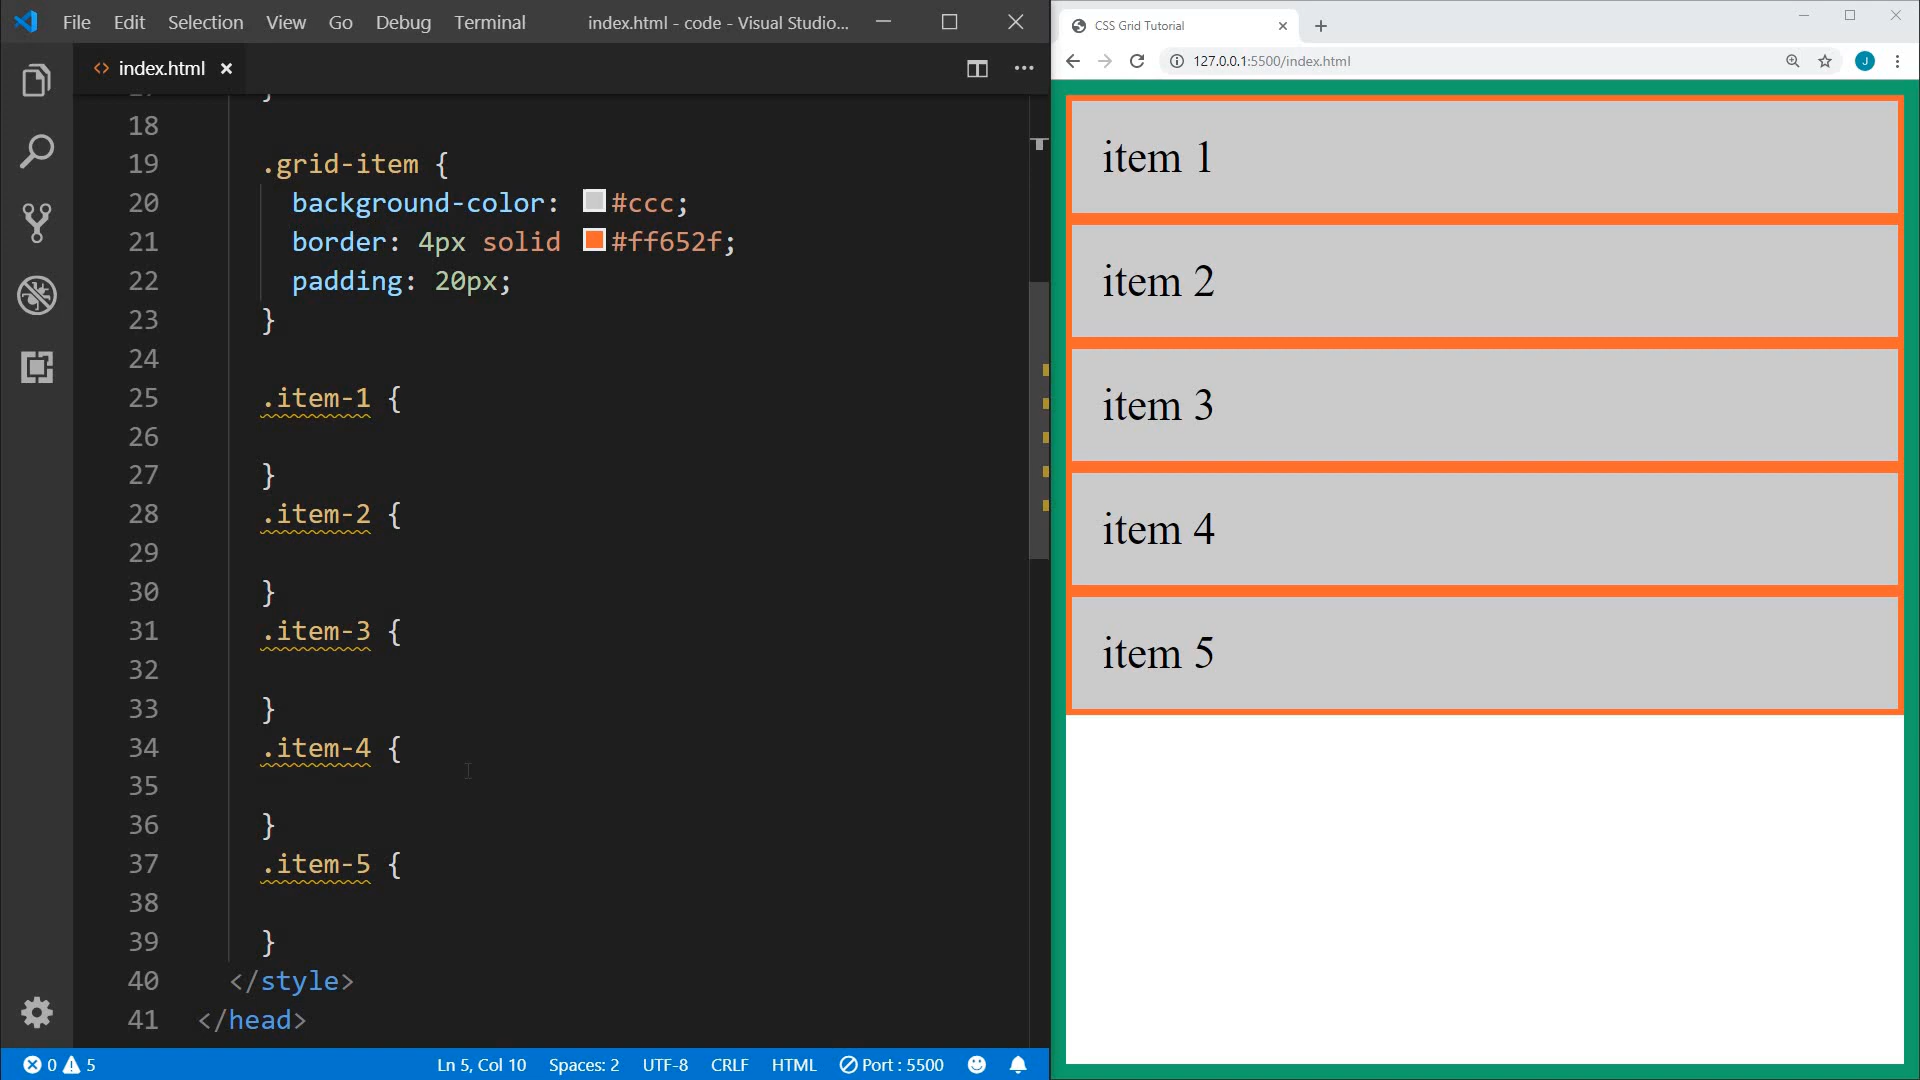 File Edit Selection View Go Debug Terminal index.html - code - Visual Studio...
index.html
18
19 .grid-item {
20 background-color: #ccc;
21 border: 4px solid #ff652f;
22 padding: 20px;
23 }
24
25 .item-1 {
26
27 }
28 .item-2 {
29
30 }
31 .item-3 {
32
33 }
34 .item-4 {
35
36 }
37 .item-5 {
38
39 }
40 </style>
41 </head>
0 5 Ln 5, Col 10 Spaces: 2 UTF-8 CRLF HTML Port : 5500
CSS Grid Tutorial
127.0.0.1:5500/index.html
J
item 1
item 2
item 3
item 4
item 5